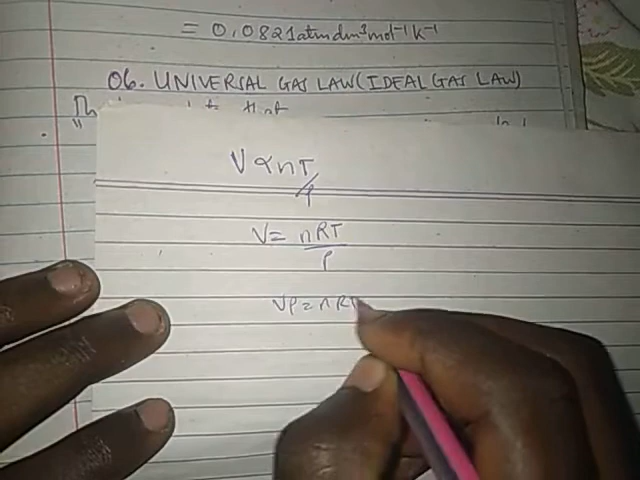 = 0.0821atmdm³mol⁻¹k⁻¹
06. UNIVERSAL GAS LAW (IDEAL GAS LAW)
V ∝ nT/P
V = nRT/P
VP = nRT